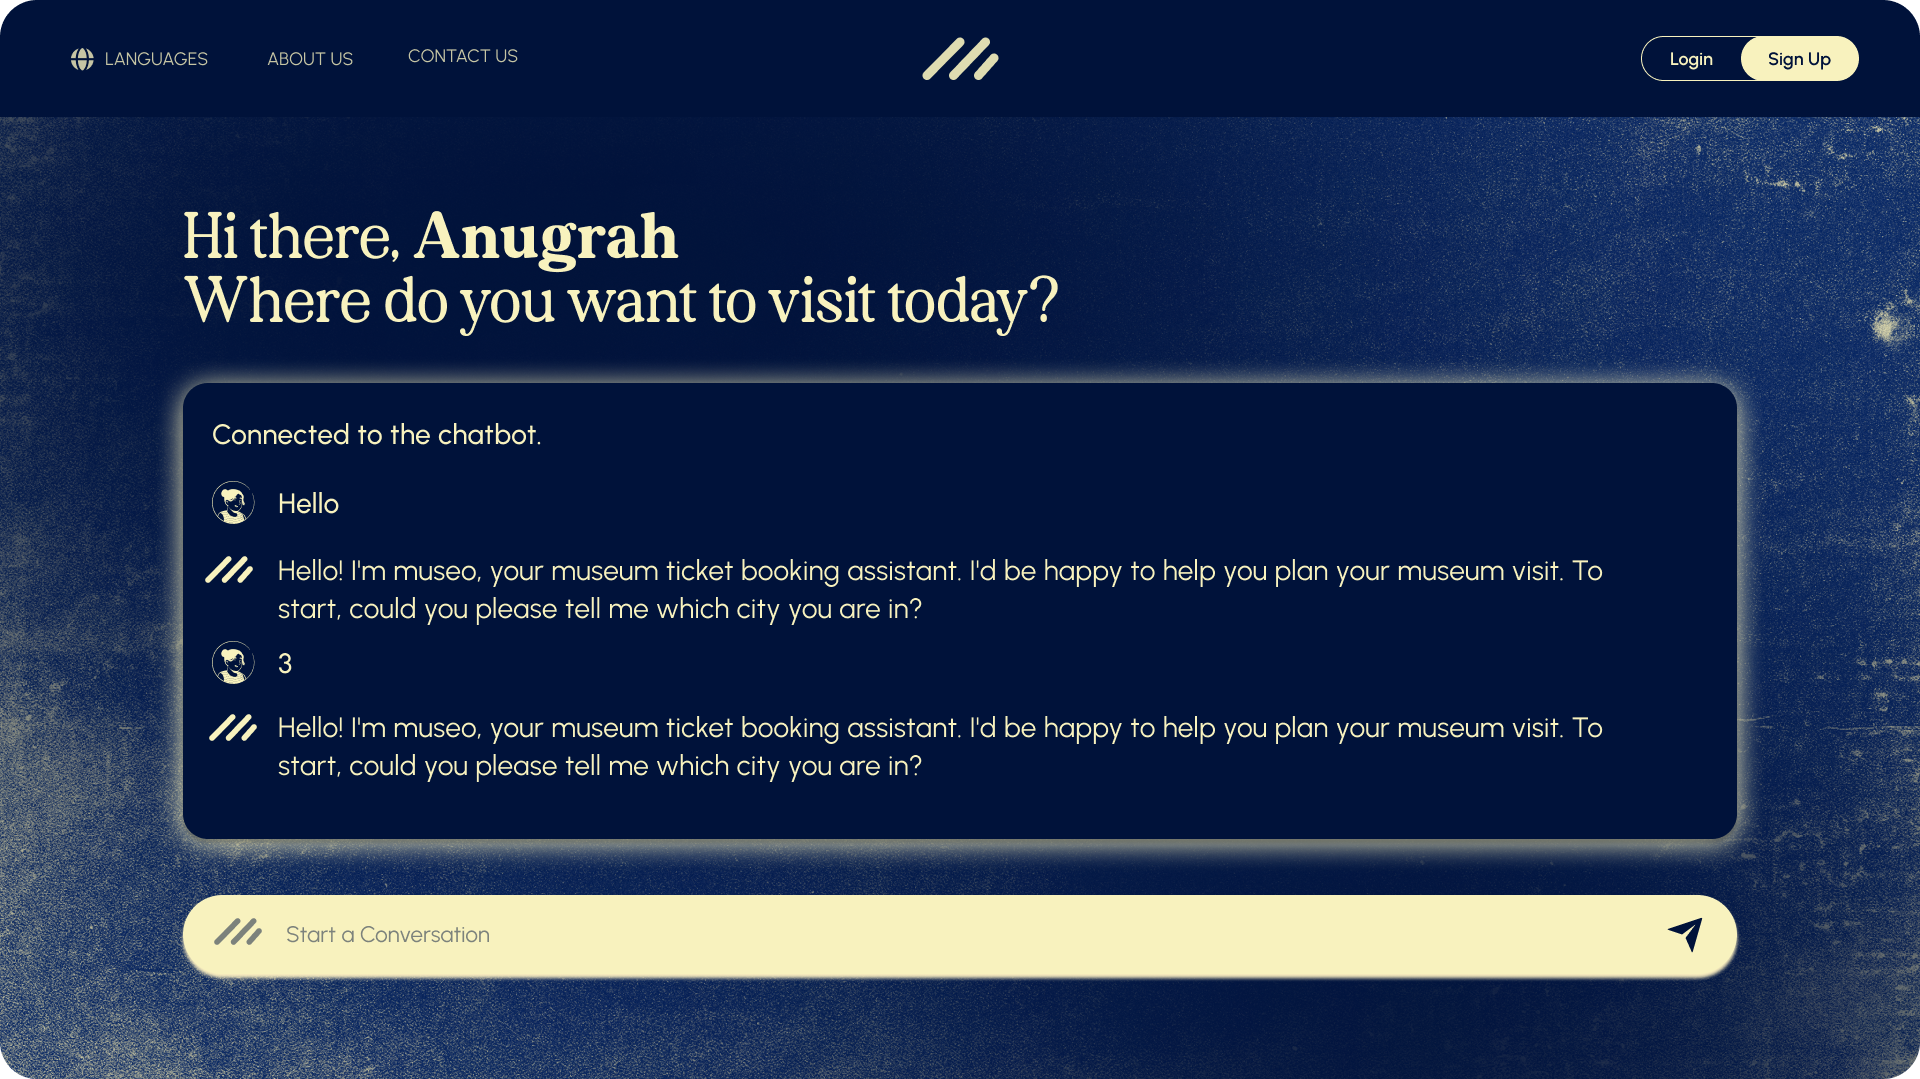 LANGUAGES
ABOUT US
CONTACT US
Login
Sign Up
Hi there, Anugrah
Where do you want to visit today?
Connected to the chatbot.
Hello
Hello! I'm museo, your museum ticket booking assistant. I'd be happy to help you plan your museum visit. To
start, could you please tell me which city you are in?
3
Hello! I'm museo, your museum ticket booking assistant. I'd be happy to help you plan your museum visit. To
start, could you please tell me which city you are in?
Start a Conversation